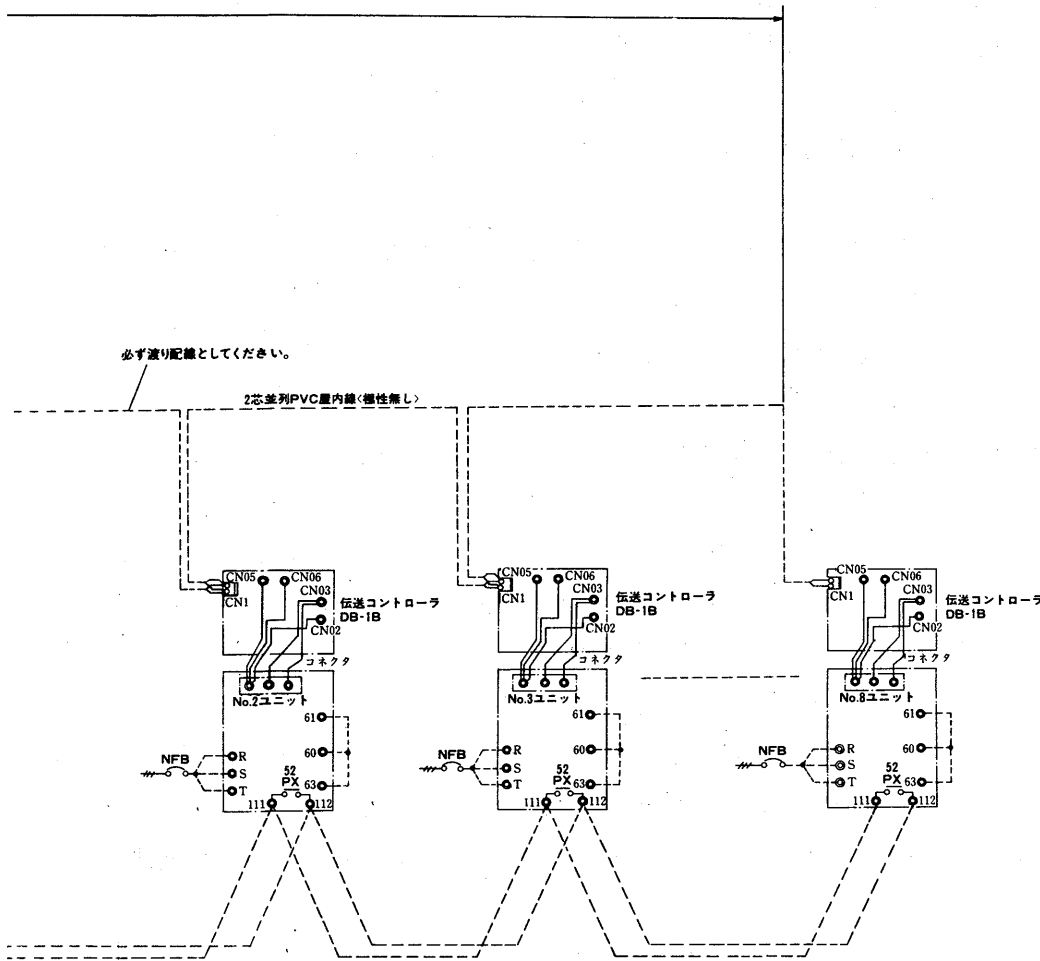 必ず渡り配線としてください。
2芯並列PVC屋内線〈極性無し〉
CN05 CN06
CN03
CN1
CN02
伝送コントローラ
DB-1B
コネクタ
No.2ユニット
61
60
63
NFB
R
S
T
52
PX
111
112
CN05 CN06
CN03
CN1
CN02
伝送コントローラ
DB-1B
コネクタ
No.3ユニット
61
60
63
NFB
R
S
T
52
PX
111
112
CN05 CN06
CN03
CN1
CN02
伝送コントローラ
DB-1B
コネクタ
No.8ユニット
61
60
63
NFB
R
S
T
52
PX
111
112